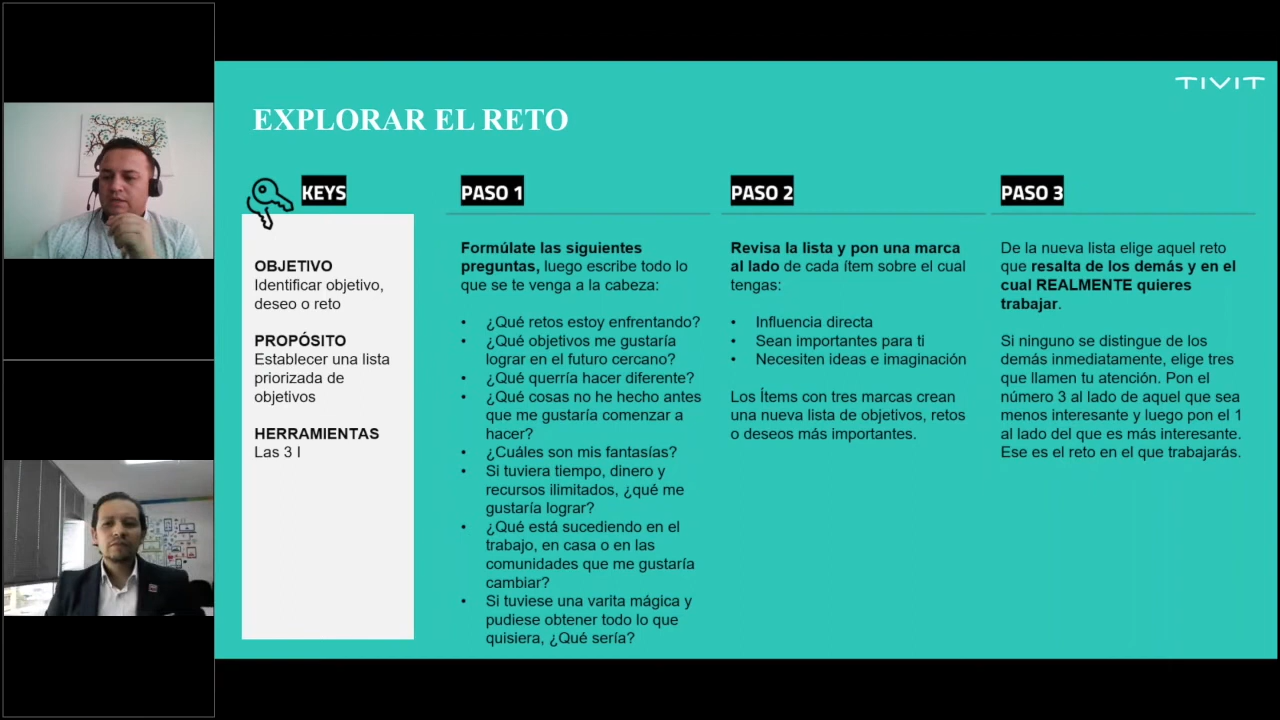 TIVIT
EXPLORAR EL RETO
KEYS
OBJETIVO
Identificar objetivo,
deseo o reto
PROPÓSITO
Establecer una lista
priorizada de
objetivos
HERRAMIENTAS
Las 3 I
PASO 1
Formúlate las siguientes
preguntas, luego escribe todo lo
que se te venga a la cabeza:
• ¿Qué retos estoy enfrentando?
• ¿Qué objetivos me gustaría
lograr en el futuro cercano?
• ¿Qué querría hacer diferente?
• ¿Qué cosas no he hecho antes
que me gustaría comenzar a
hacer?
• ¿Cuáles son mis fantasías?
• Si tuviera tiempo, dinero y
recursos ilimitados, ¿qué me
gustaría lograr?
• ¿Qué está sucediendo en el
trabajo, en casa o en las
comunidades que me gustaría
cambiar?
• Si tuviese una varita mágica y
pudiese obtener todo lo que
quisiera, ¿Qué sería?
PASO 2
Revisa la lista y pon una marca
al lado de cada ítem sobre el cual
tengas:
• Influencia directa
• Sean importantes para ti
• Necesiten ideas e imaginación
Los Ítems con tres marcas crean
una nueva lista de objetivos, retos
o deseos más importantes.
PASO 3
De la nueva lista elige aquel reto
que resalta de los demás y en el
cual REALMENTE quieres
trabajar.
Si ninguno se distingue de los
demás inmediatamente, elige tres
que llamen tu atención. Pon el
número 3 al lado de aquel que sea
menos interesante y luego pon el 1
al lado del que es más interesante.
Ese es el reto en el que trabajarás.